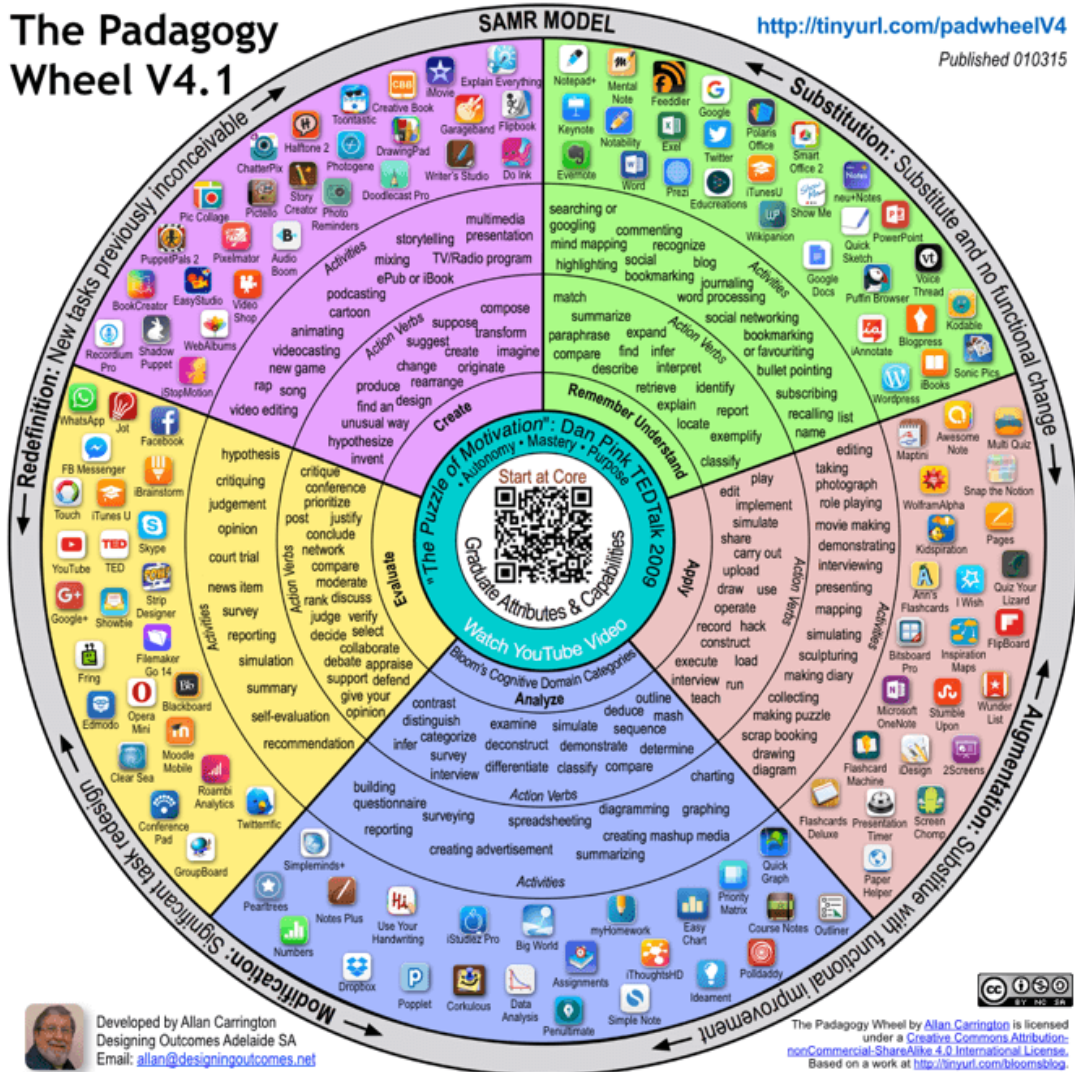 The Padagogy
Wheel V4.1
http://tinyurl.com/padwheelV4
Published 010315
SAMR MODEL
Substitution: Substitute and no functional change
Augmentation: Substitue with functional improvement
Modification: Significant task redesign
Redefinition: New tasks previously inconceivable
"The Puzzle of Motivation": Dan Pink TEDTalk 2009
• Autonomy • Mastery • Purpose
Start at Core
Graduate Attributes & Capabilities
Watch YouTube Video
Bloom's Cognitive Domain Categories
Explain Everything
iMovie
Creative Book
CBB
Toontastic
Garageband
Flipbook
Halftone 2
DrawingPad
ChatterPix
Photogene
Writer's Studio
Do Ink
Doodlecast Pro
Story
Creator
Photo
Reminders
Pictello
Pic Collage
PuppetPals 2
Pixelmator
Audio
Boom
BookCreator
EasyStudio
Video
Shop
Recordium
Pro
Shadow
Puppet
WebAlbums
iStopMotion
Activities
multimedia
presentation
storytelling
mixing
TV/Radio program
ePub or iBook
podcasting
cartoon
animating
videocasting
new game
rap
song
video editing
Action Verbs
compose
suppose
suggest
transform
create
imagine
change
originate
produce
rearrange
design
find an
unusual way
hypothesize
invent
Create
Notepad+
Mental
Note
Feeddler
Google
Keynote
Notability
Exel
Twitter
Polaris
Office
Smart
Office 2
Evernote
Word
Prezi
Educreations
iTunesU
Show Me
neu+Notes
Wikipanion
Quick
Sketch
PowerPoint
Google
Docs
Puffin Browser
Voice
Thread
iAnnotate
Blogpress
Kodable
Wordpress
iBooks
Sonic Pics
searching or
googling
commenting
mind mapping
recognize
highlighting
social
bookmarking
blog
journaling
word processing
Activities
social networking
bookmarking
or favouriting
bullet pointing
subscribing
recalling list
name
match
summarize
Action Verbs
paraphrase
expand
compare
find
infer
describe
interpret
retrieve
identify
explain
report
locate
exemplify
classify
Remember Understand
Awesome
Note
Multi Quiz
Maptini
Snap the Notion
WolframAlpha
Pages
Kidspiration
Ann's
Flashcards
I Wish
Quiz Your
Lizard
Bitsboard
Pro
Inspiration
Maps
FlipBoard
Microsoft
OneNote
Stumble
Upon
Wunder
List
Flashcard
Machine
iDesign
2Screens
Flashcards
Deluxe
Presentation
Timer
Screen
Chomp
Paper
Helper
editing
taking
photograph
role playing
movie making
demonstrating
interviewing
presenting
mapping
Activities
simulating
sculpturing
making diary
collecting
making puzzle
scrap booking
drawing
diagram
play
edit
implement
simulate
share
carry out
upload
draw
use
operate
record
hack
construct
execute
load
interview
run
teach
Action Verbs
Apply
Analyze
contrast
distinguish
infer
categorize
survey
interview
examine
simulate
outline
deduce
mash
sequence
deconstruct
demonstrate
determine
differentiate
classify
compare
Action Verbs
charting
building
questionnaire
surveying
reporting
spreadsheeting
diagramming
graphing
creating mashup media
creating advertisement
summarizing
Activities
Simpleminds+
Pearltrees
Notes Plus
Use Your
Handwriting
iStudiez Pro
Big World
myHomework
Easy
Chart
Priority
Matrix
Quick
Graph
Course Notes
Outliner
Numbers
Dropbox
Popplet
Corkulous
Data
Analysis
Assignments
iThoughtsHD
Idearnent
Polldaddy
Penultimate
Simple Note
WhatsApp
Jot
Facebook
FB Messenger
iBrainstorm
Touch
iTunes U
Skype
YouTube
TED
Strip
Designer
Google+
Showbie
Filemaker
Go 14
Fring
Blackboard
Edmodo
Opera
Mini
Moodle
Mobile
Clear Sea
Roambi
Analytics
Conference
Pad
Twitterrific
GroupBoard
hypothesis
critiquing
judgement
opinion
court trial
news item
survey
reporting
simulation
summary
self-evaluation
recommendation
Activities
critique
conference
prioritize
post
justify
conclude
network
compare
moderate
rank
discuss
judge
verify
decide
select
collaborate
debate
appraise
support
defend
give your
opinion
Action Verbs
Evaluate
Developed by Allan Carrington
Designing Outcomes Adelaide SA
Email: allan@designingoutcomes.net
cc
BY NC SA
The Padagogy Wheel by Allan Carrington is licensed
under a Creative Commons Attribution-
nonCommercial-ShareAlike 4.0 International License.
Based on a work at http://tinyurl.com/bloomsblog.